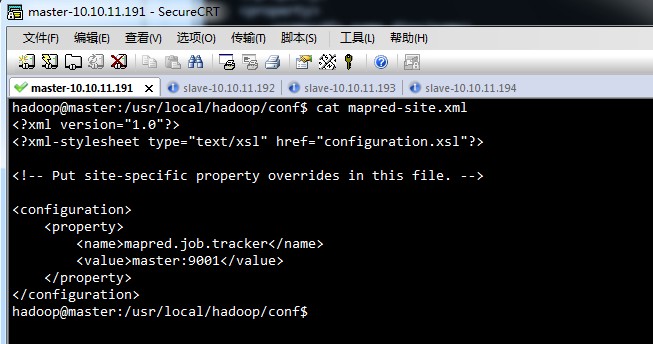 master-10.10.11.191 - SecureCRT
文件(F) 编辑(E) 查看(V) 选项(O) 传输(T) 脚本(S) 工具(L) 帮助(H)
master-10.10.11.191 x slave-10.10.11.192 slave-10.10.11.193 slave-10.10.11.194
hadoop@master:/usr/local/hadoop/conf$ cat mapred-site.xml
<?xml version="1.0"?>
<?xml-stylesheet type="text/xsl" href="configuration.xsl"?>
<!-- Put site-specific property overrides in this file. -->
<configuration>
<property>
<name>mapred.job.tracker</name>
<value>master:9001</value>
</property>
</configuration>
hadoop@master:/usr/local/hadoop/conf$